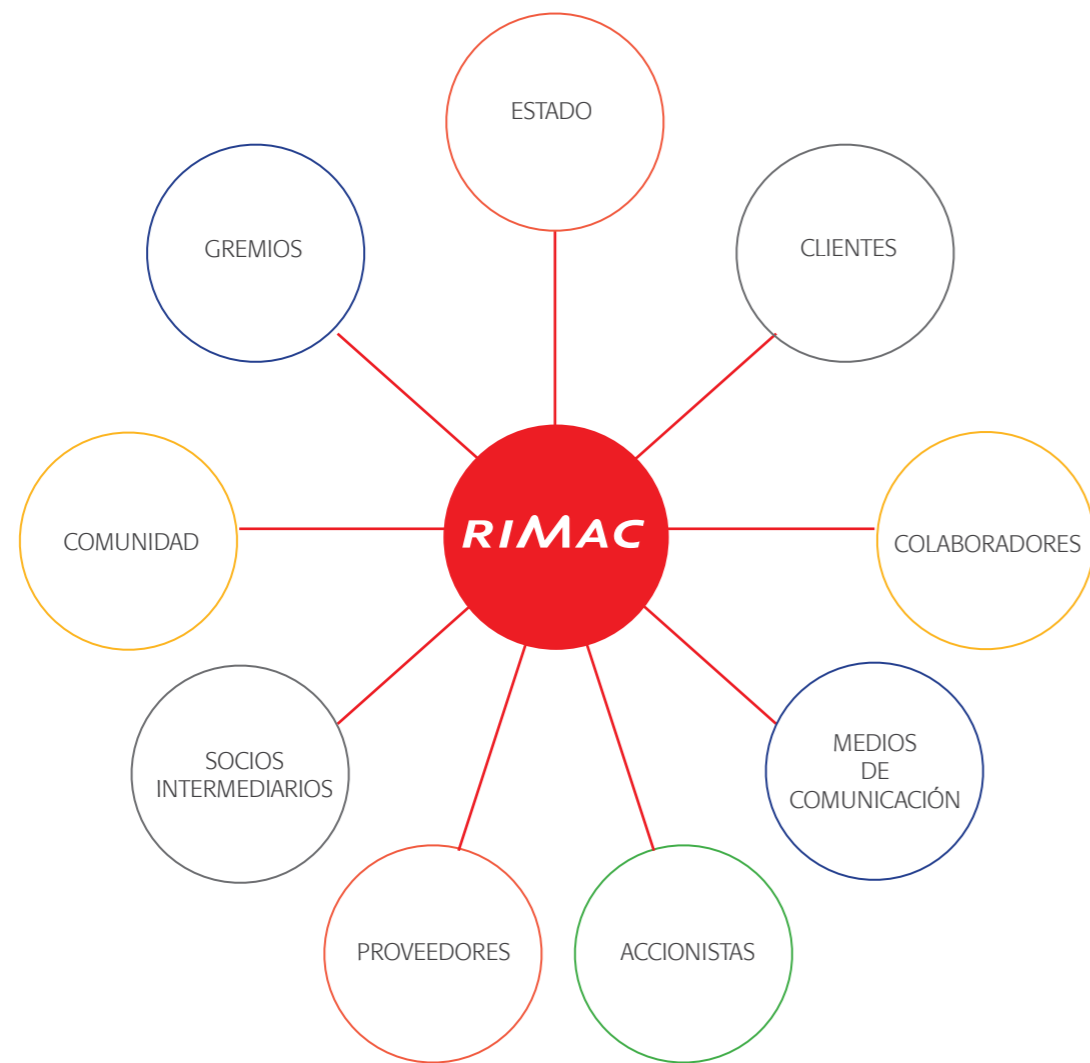 ESTADO
GREMIOS
CLIENTES
RIMAC
COMUNIDAD
COLABORADORES
SOCIOS
INTERMEDIARIOS
MEDIOS
DE
COMUNICACIÓN
PROVEEDORES
ACCIONISTAS